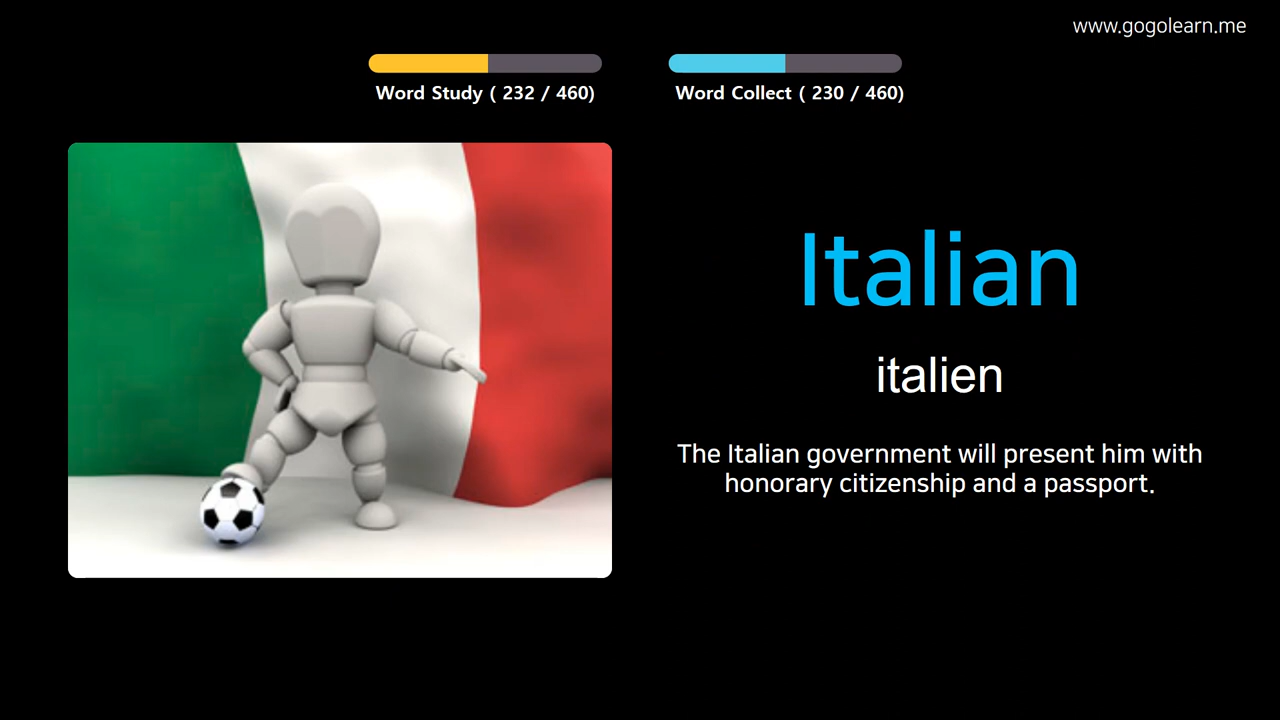 www.gogolearn.me
Word Study ( 232 / 460)
Word Collect ( 230 / 460)
Italian
italien
The Italian government will present him with
honorary citizenship and a passport.